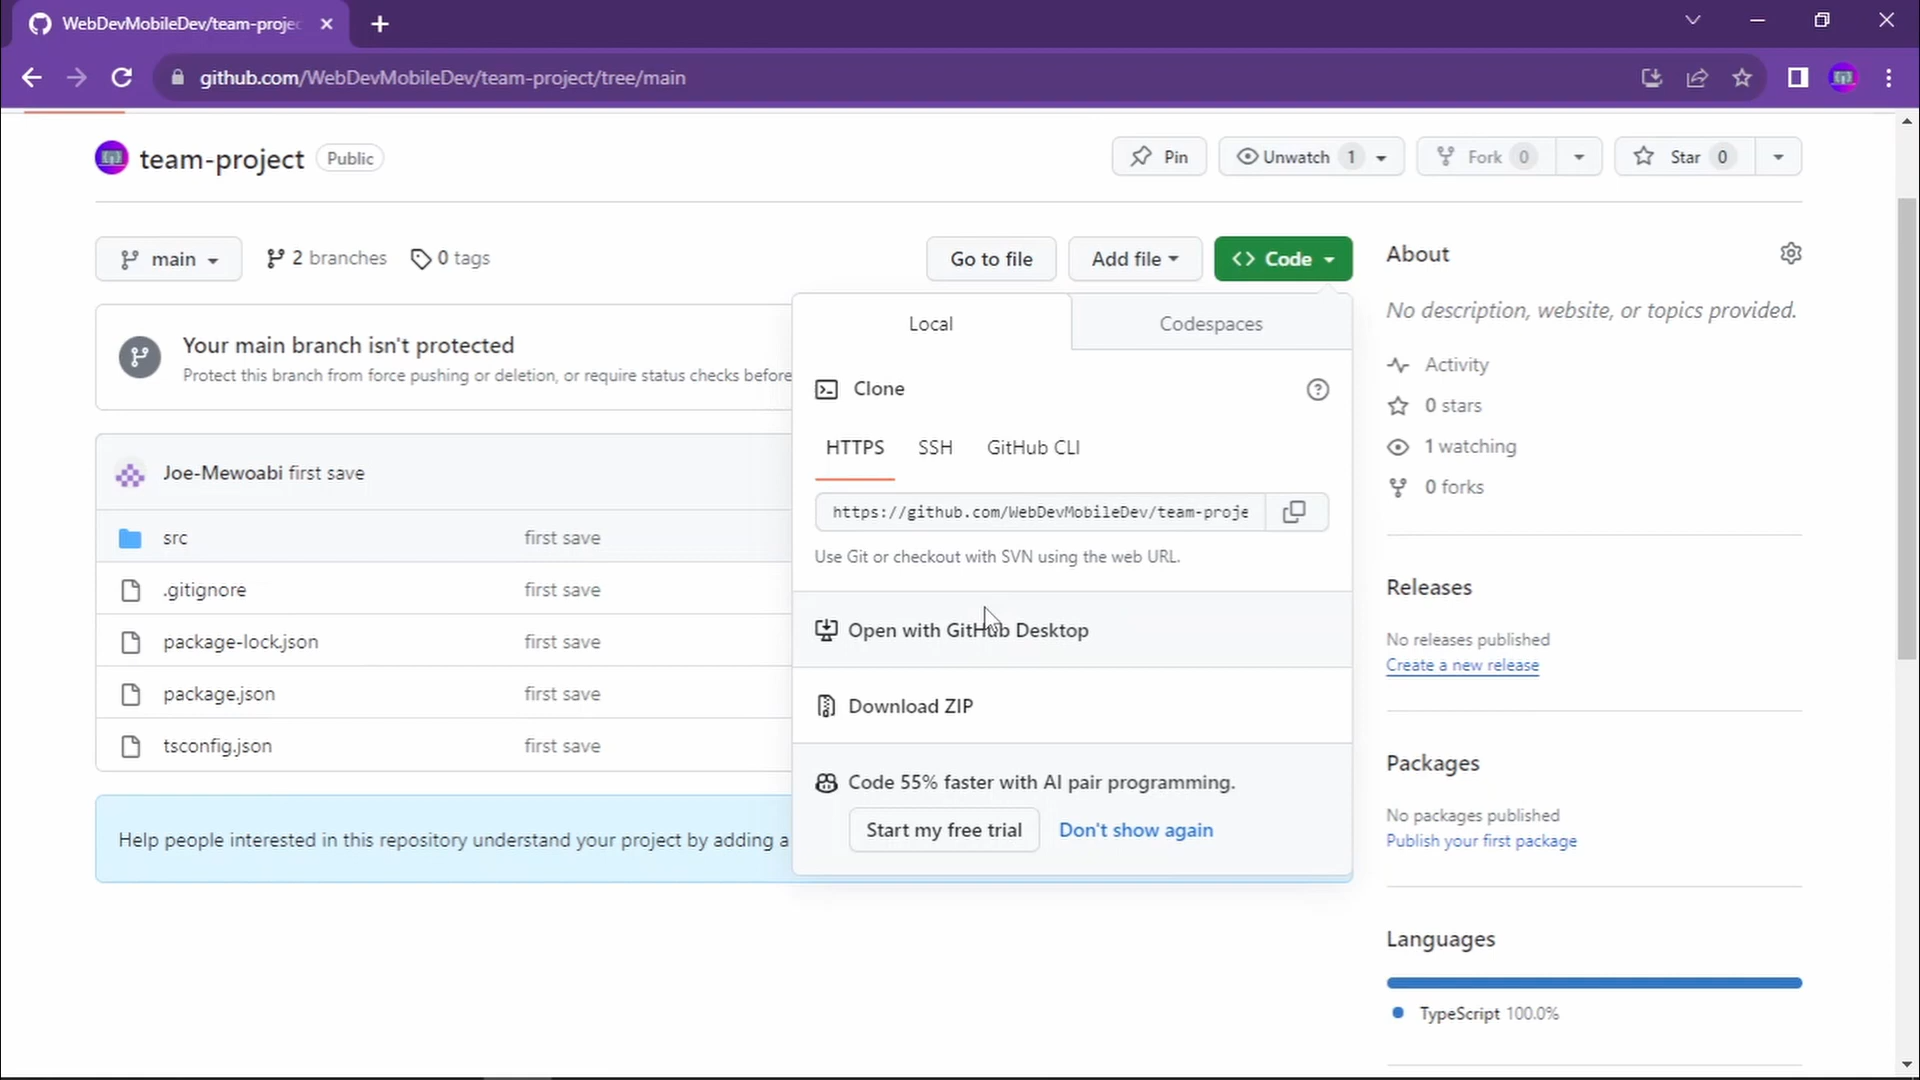 WebDevMobileDev/team-projec
github.com/WebDevMobileDev/team-project/tree/main
team-project Public
Pin
Unwatch 1
Fork 0
Star 0
main
2 branches
0 tags
Go to file
Add file
Code
Your main branch isn't protected
Protect this branch from force pushing or deletion, or require status checks before
Joe-Mewoabi first save
src first save
.gitignore first save
package-lock.json first save
package.json first save
tsconfig.json first save
Help people interested in this repository understand your project by adding a
Local
Codespaces
Clone
HTTPS SSH GitHub CLI
https://github.com/WebDevMobileDev/team-proje
Use Git or checkout with SVN using the web URL.
Open with GitHub Desktop
Download ZIP
Code 55% faster with AI pair programming.
Start my free trial
Don't show again
About
No description, website, or topics provided.
Activity
0 stars
1 watching
0 forks
Releases
No releases published
Create a new release
Packages
No packages published
Publish your first package
Languages
TypeScript 100.0%